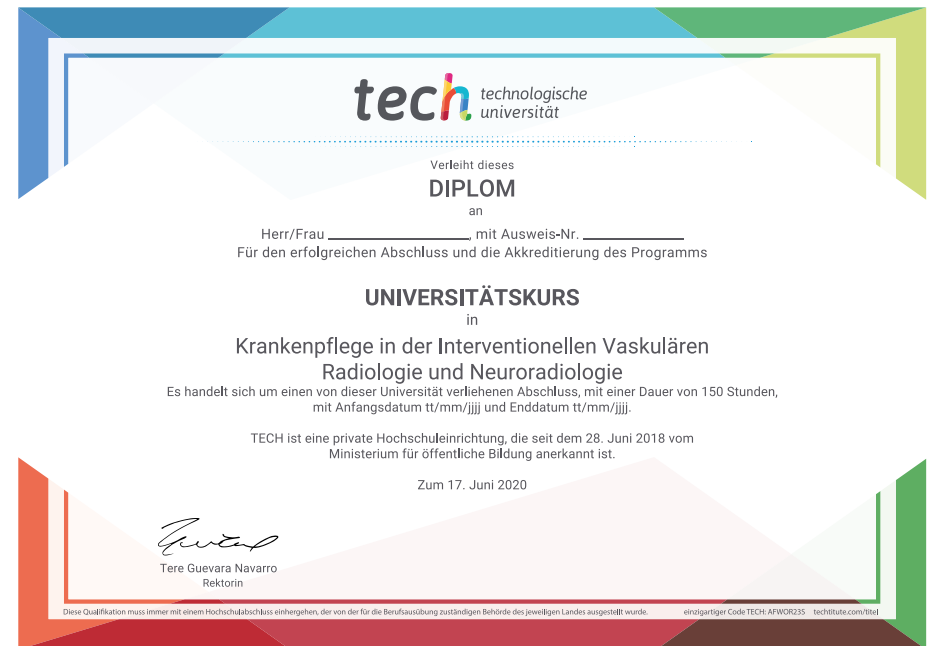 tech technologische
universität
Verleiht dieses
DIPLOM
an
Herr/Frau ____________, mit Ausweis-Nr. ____________
Für den erfolgreichen Abschluss und die Akkreditierung des Programms
UNIVERSITÄTSKURS
in
Krankenpflege in der Interventionellen Vaskulären
Radiologie und Neuroradiologie
Es handelt sich um einen von dieser Universität verliehenen Abschluss, mit einer Dauer von 150 Stunden,
mit Anfangsdatum tt/mm/jjjj und Enddatum tt/mm/jjjj.
TECH ist eine private Hochschuleinrichtung, die seit dem 28. Juni 2018 vom
Ministerium für öffentliche Bildung anerkannt ist.
Zum 17. Juni 2020
Tere Guevara Navarro
Rektorin
Diese Qualifikation muss immer mit einem Hochschulabschluss einhergehen, der von der für die Berufsausübung zuständigen Behörde des jeweiligen Landes ausgestellt wurde. einzigartiger Code TECH: AFWOR23S techtitute.com/titel